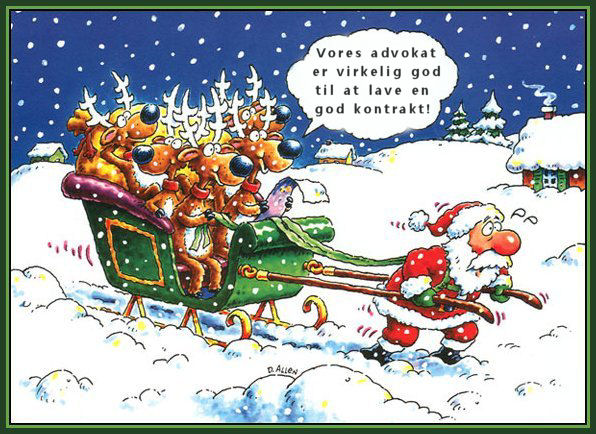 Vores advokat
er virkelig god
til at lave en
god kontrakt!
D. ALLEN